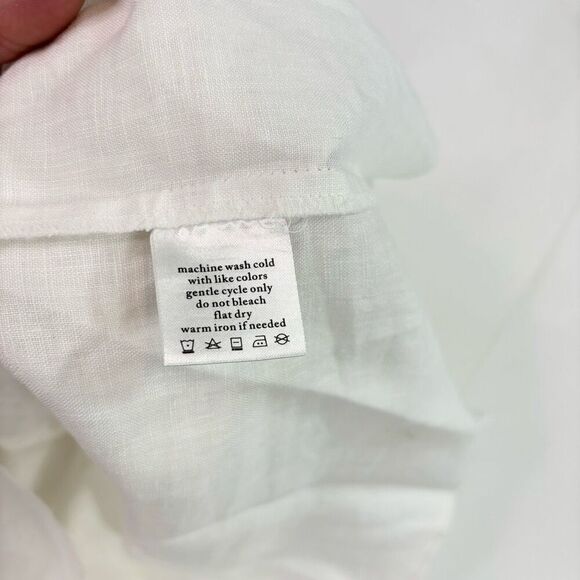 machine wash cold
with like colors
gentle cycle only
do not bleach
flat dry
warm iron if needed